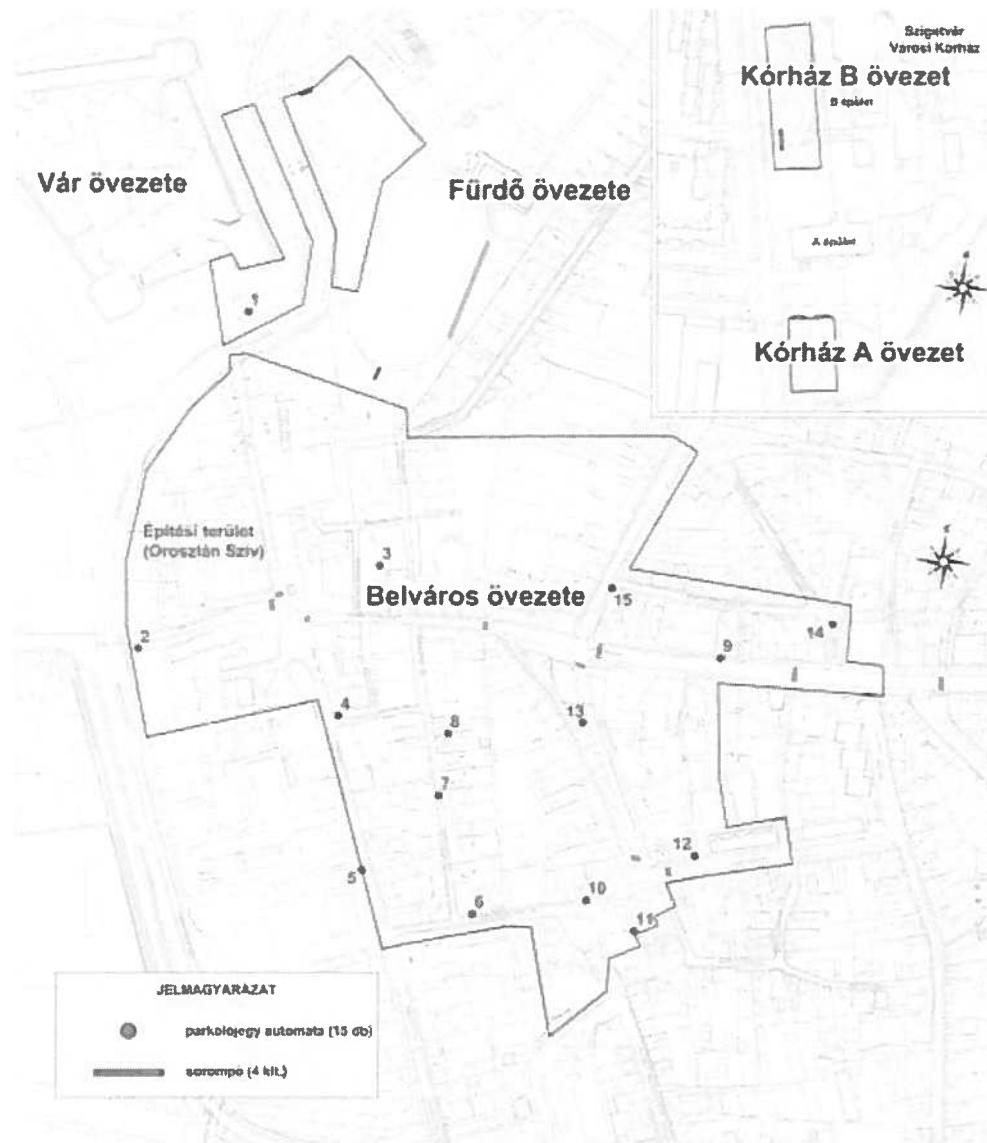 Szigetvár
Városi Kórház
Kórház B övezet
B épület
Vár övezete
Fürdő övezete
A épület
1
Kórház A övezet
Építési terület
(Oroszlán Szív)
3
Belváros övezete
15
14
2
9
4
8
13
7
12
5
6
10
11
JELMAGYARÁZAT
parkolójegy automata (15 db)
sorompó (4 klt.)